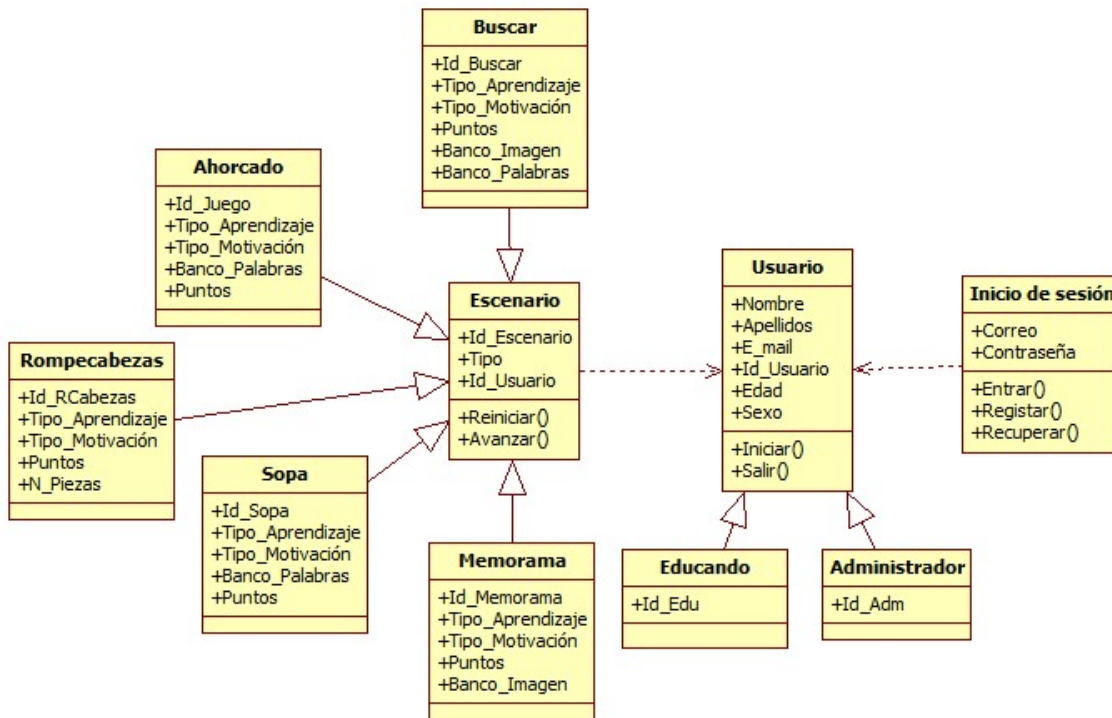 Buscar
+Id_Buscar
+Tipo_Aprendizaje
+Tipo_Motivación
+Puntos
+Banco_Imagen
+Banco_Palabras
Ahorcado
+Id_Juego
+Tipo_Aprendizaje
+Tipo_Motivación
+Banco_Palabras
+Puntos
Rompecabezas
+Id_RCabezas
+Tipo_Aprendizaje
+Tipo_Motivación
+Puntos
+N_Piezas
Sopa
+Id_Sopa
+Tipo_Aprendizaje
+Tipo_Motivación
+Banco_Palabras
+Puntos
Escenario
+Id_Escenario
+Tipo
+Id_Usuario
+Reiniciar()
+Avanzar()
Memorama
+Id_Memorama
+Tipo_Aprendizaje
+Tipo_Motivación
+Puntos
+Banco_Imagen
Usuario
+Nombre
+Apellidos
+E_mail
+Id_Usuario
+Edad
+Sexo
+Iniciar()
+Salir()
Inicio de sesión
+Correo
+Contraseña
+Entrar()
+Registar()
+Recuperar()
Educando
+Id_Edu
Administrador
+Id_Adm